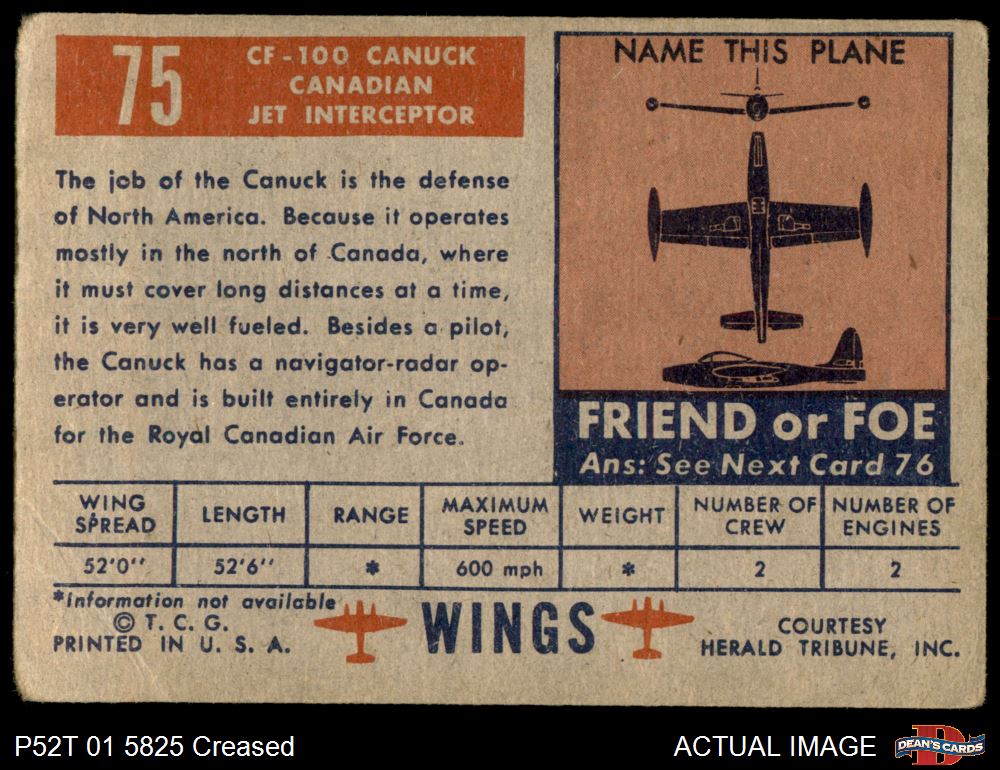 75
CF-100 CANUCK
CANADIAN
JET INTERCEPTOR
The job of the Canuck is the defense
of North America. Because it operates
mostly in the north of Canada, where
it must cover long distances at a time,
it is very well fueled. Besides a pilot,
the Canuck has a navigator-radar op-
erator and is built entirely in Canada
for the Royal Canadian Air Force.
NAME THIS PLANE
FRIEND or FOE
Ans: See Next Card 76
WING SPREAD LENGTH RANGE MAXIMUM SPEED WEIGHT NUMBER OF CREW NUMBER OF ENGINES
52'0'' 52'6'' * 600 mph * 2 2
*Information not available
© T. C. G.
PRINTED IN U. S. A.
WINGS
COURTESY
HERALD TRIBUNE, INC.
P52T 01 5825 Creased
ACTUAL IMAGE
D
DEAN'S CARDS